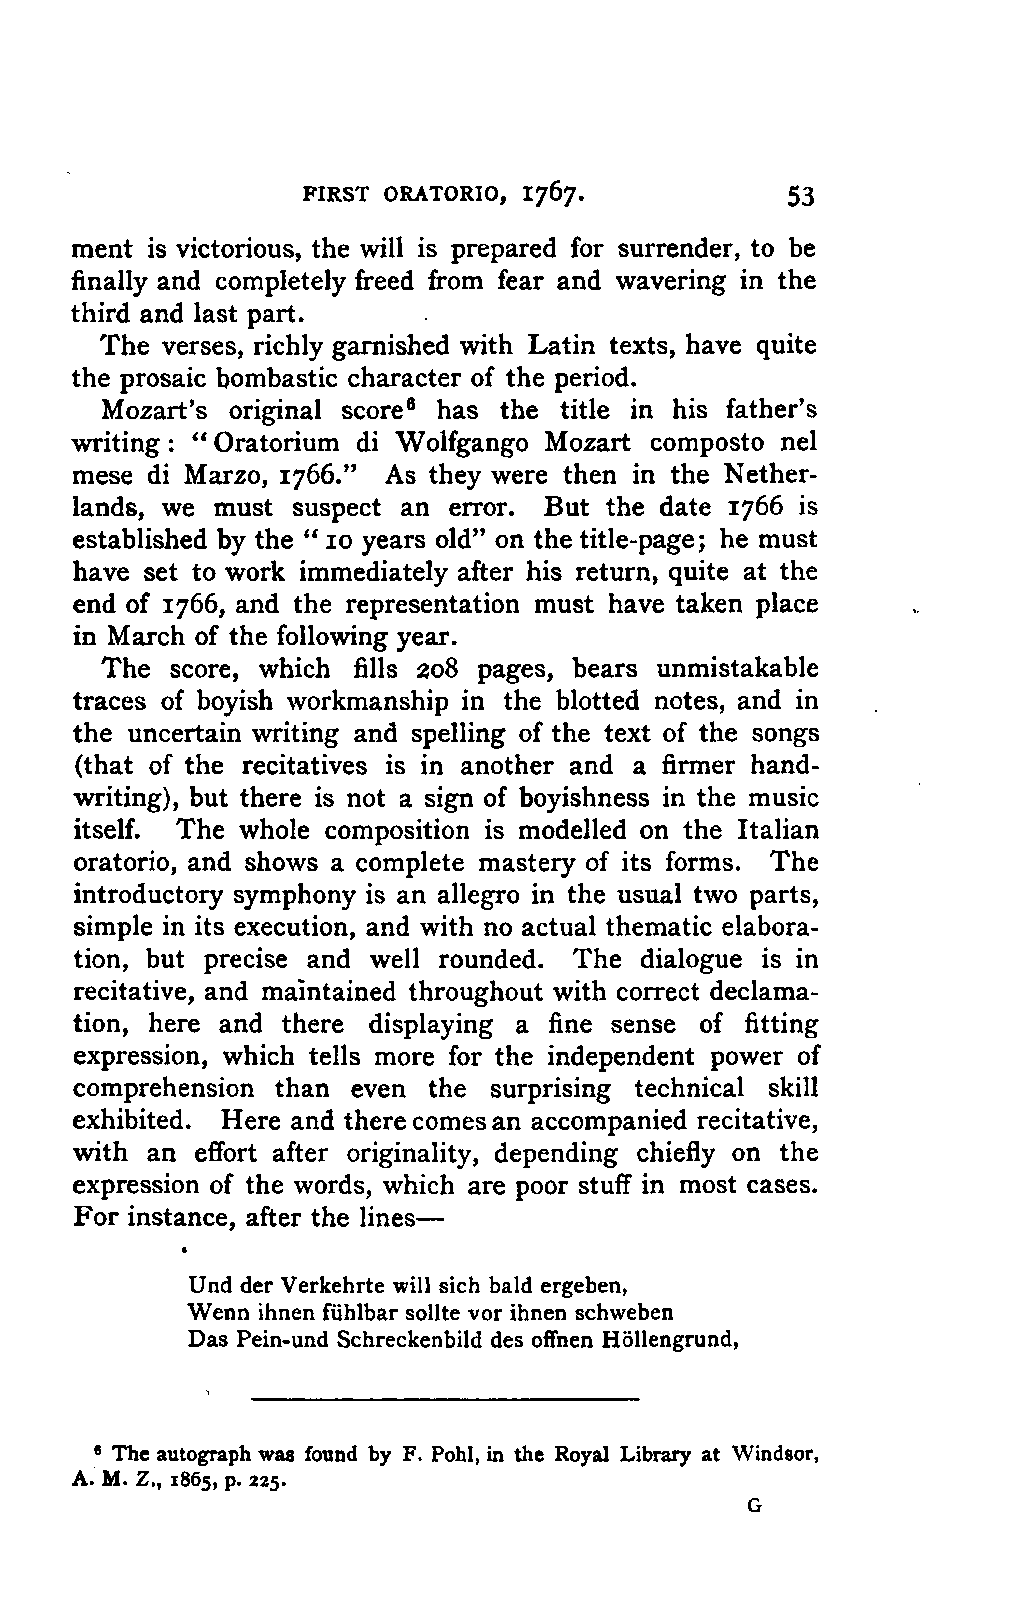 FIRST ORATORIO, 1767. 53
ment is victorious, the will is prepared for surrender, to be
finally and completely freed from fear and wavering in the
third and last part.
The verses, richly garnished with Latin texts, have quite
the prosaic bombastic character of the period.
Mozart's original score⁶ has the title in his father's
writing: "Oratorium di Wolfgango Mozart composto nel
mese di Marzo, 1766." As they were then in the Nether-
lands, we must suspect an error. But the date 1766 is
established by the "10 years old" on the title-page; he must
have set to work immediately after his return, quite at the
end of 1766, and the representation must have taken place
in March of the following year.
The score, which fills 208 pages, bears unmistakable
traces of boyish workmanship in the blotted notes, and in
the uncertain writing and spelling of the text of the songs
(that of the recitatives is in another and a firmer hand-
writing), but there is not a sign of boyishness in the music
itself. The whole composition is modelled on the Italian
oratorio, and shows a complete mastery of its forms. The
introductory symphony is an allegro in the usual two parts,
simple in its execution, and with no actual thematic elabora-
tion, but precise and well rounded. The dialogue is in
recitative, and maintained throughout with correct declama-
tion, here and there displaying a fine sense of fitting
expression, which tells more for the independent power of
comprehension than even the surprising technical skill
exhibited. Here and there comes an accompanied recitative,
with an effort after originality, depending chiefly on the
expression of the words, which are poor stuff in most cases.
For instance, after the lines—
Und der Verkehrte will sich bald ergeben,
Wenn ihnen fühlbar sollte vor ihnen schweben
Das Pein-und Schreckenbild des offnen Höllengrund,
⁶ The autograph was found by F. Pohl, in the Royal Library at Windsor,
A. M. Z., 1865, p. 225.
G